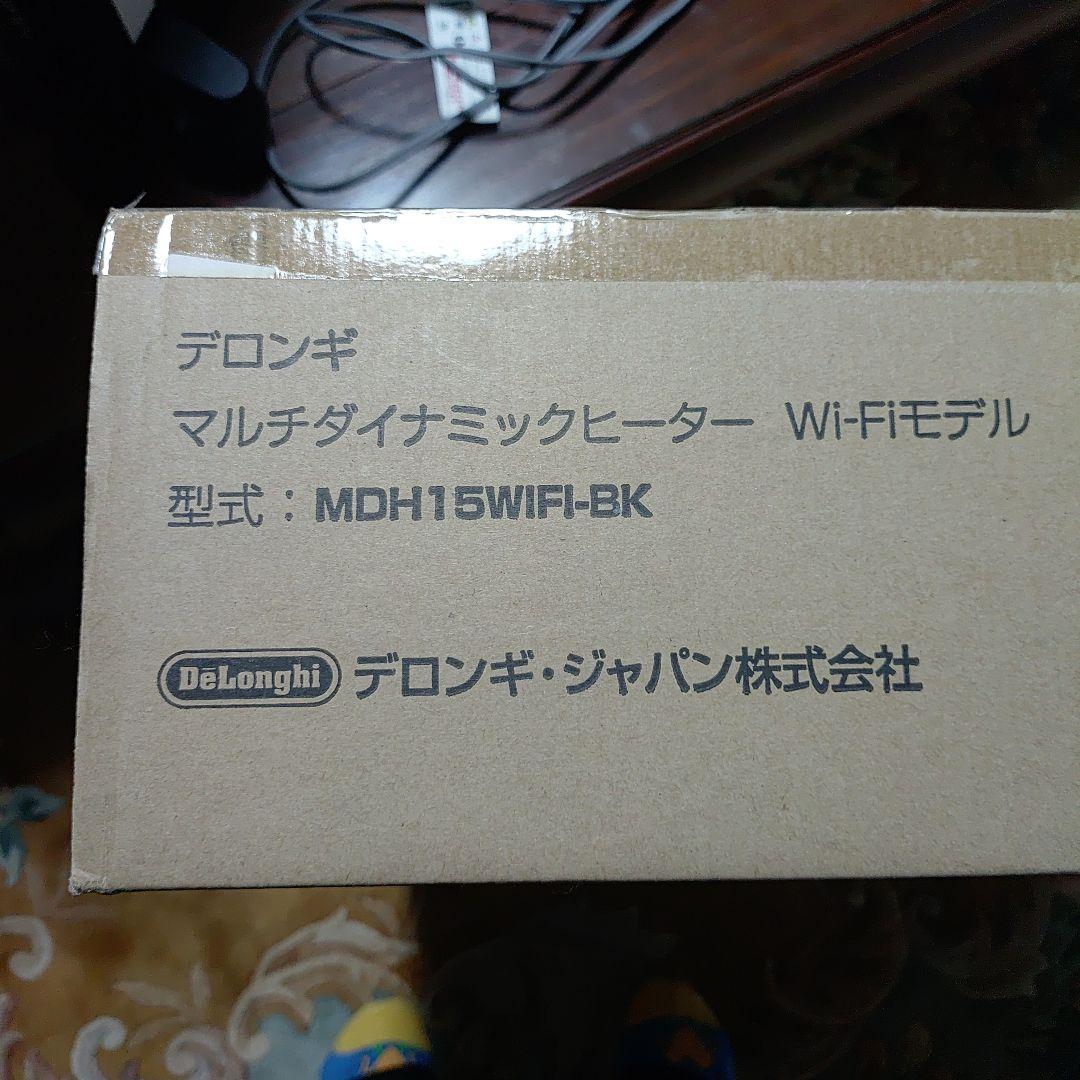 デロンギ
マルチダイナミックヒーター Wi-Fiモデル
型式：MDH15WIFI-BK
DeLonghi デロンギ・ジャパン株式会社